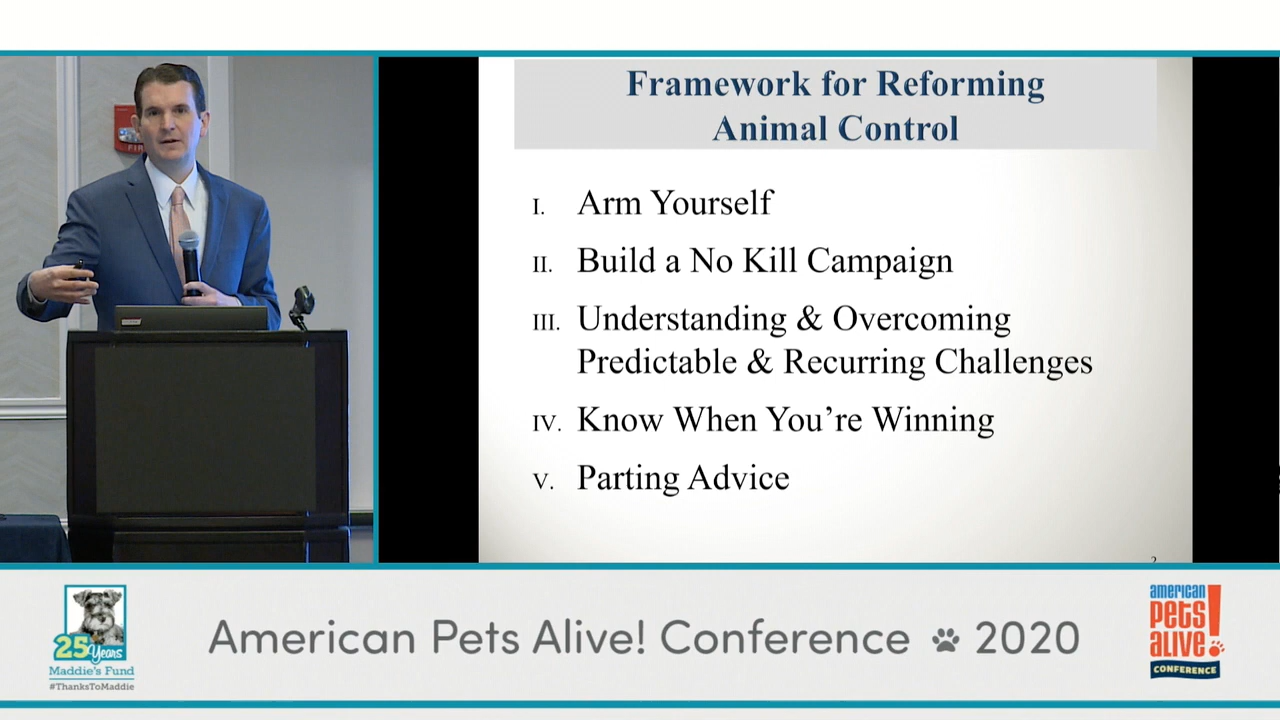 FIR
Framework for Reforming
Animal Control
I. Arm Yourself
II. Build a No Kill Campaign
III. Understanding & Overcoming
Predictable & Recurring Challenges
IV. Know When You're Winning
V. Parting Advice
2
25 Years
Maddie's Fund
#ThanksToMaddie
American Pets Alive! Conference 2020
american
PETS
ALIVE!
CONFERENCE